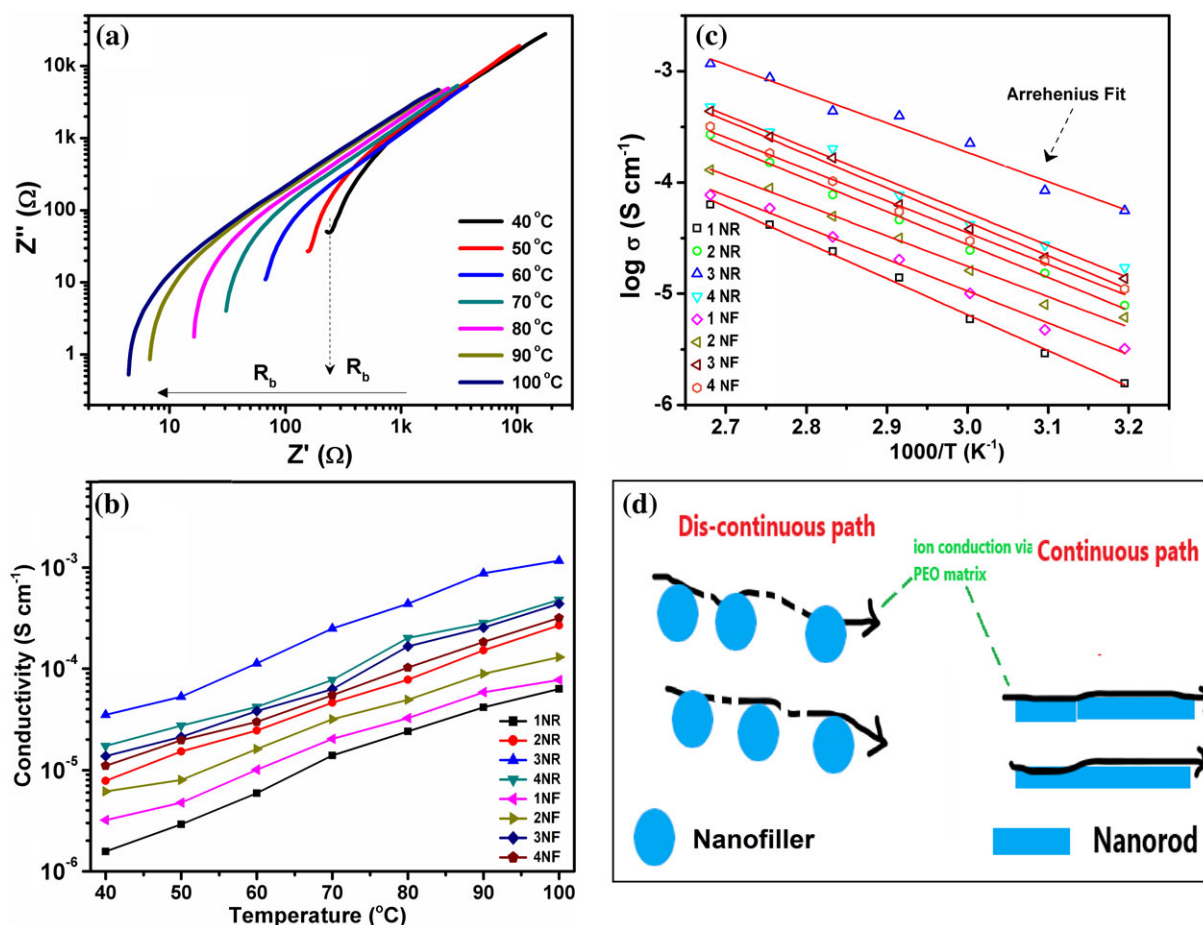 (a)
Z'' (Ω)
10k
1k
100
10
1
40 °C
50 °C
60 °C
70 °C
80 °C
90 °C
100 °C
R_b
R_b
10
100
1k
10k
Z' (Ω)
(c)
log σ (S cm⁻¹)
-3
-4
-5
-6
Arrehenius Fit
1 NR
2 NR
3 NR
4 NR
1 NF
2 NF
3 NF
4 NF
2.7 2.8 2.9 3.0 3.1 3.2
1000/T (K⁻¹)
(b)
Conductivity (S cm⁻¹)
10⁻³
10⁻⁴
10⁻⁵
10⁻⁶
1NR
2NR
3NR
4NR
1NF
2NF
3NF
4NF
40 50 60 70 80 90 100
Temperature (°C)
(d)
Dis-continuous path
ion conduction via
PEO matrix
Continuous path
Nanofiller
Nanorod